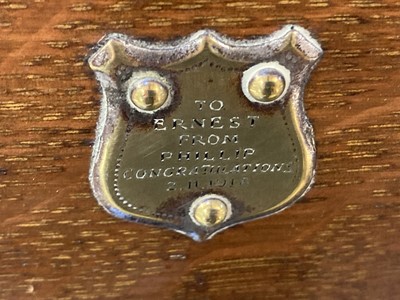 TO
ERNEST
FROM
PHILLIP
CONGRATULATIONS